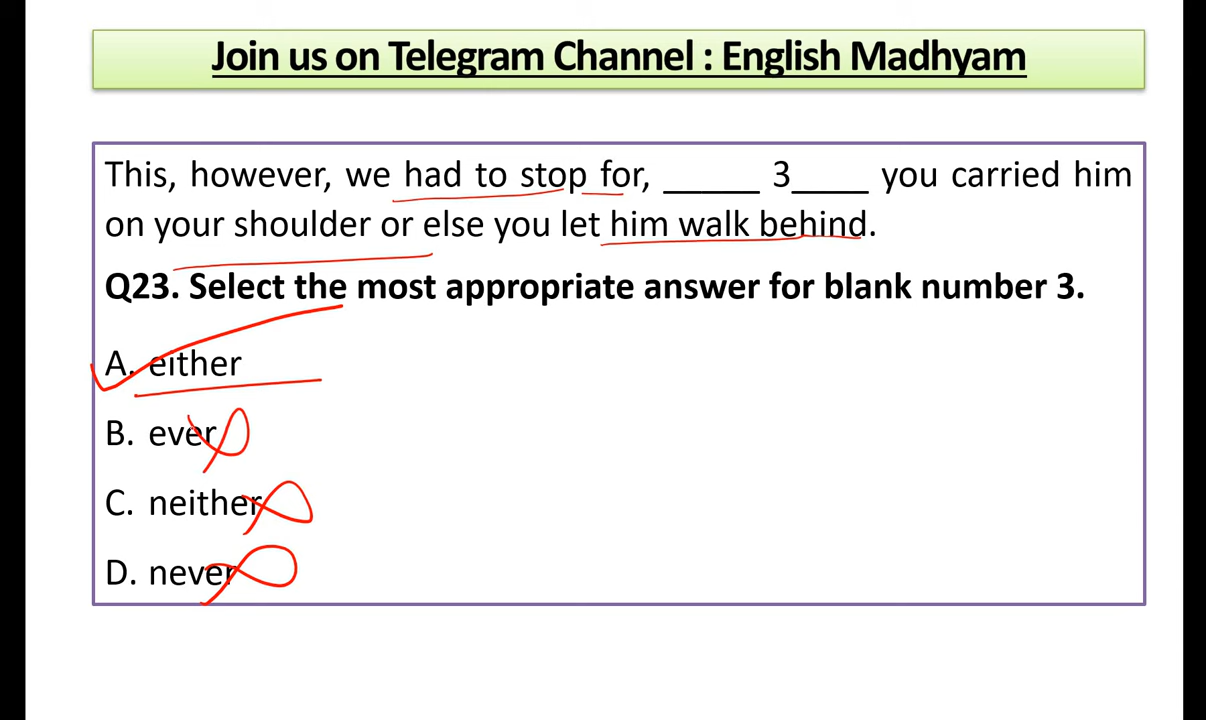 Join us on Telegram Channel : English Madhyam
This, however, we had to stop for, _____ 3____ you carried him
on your shoulder or else you let him walk behind.
Q23. Select the most appropriate answer for blank number 3.
A. either
B. ever
C. neither
D. never